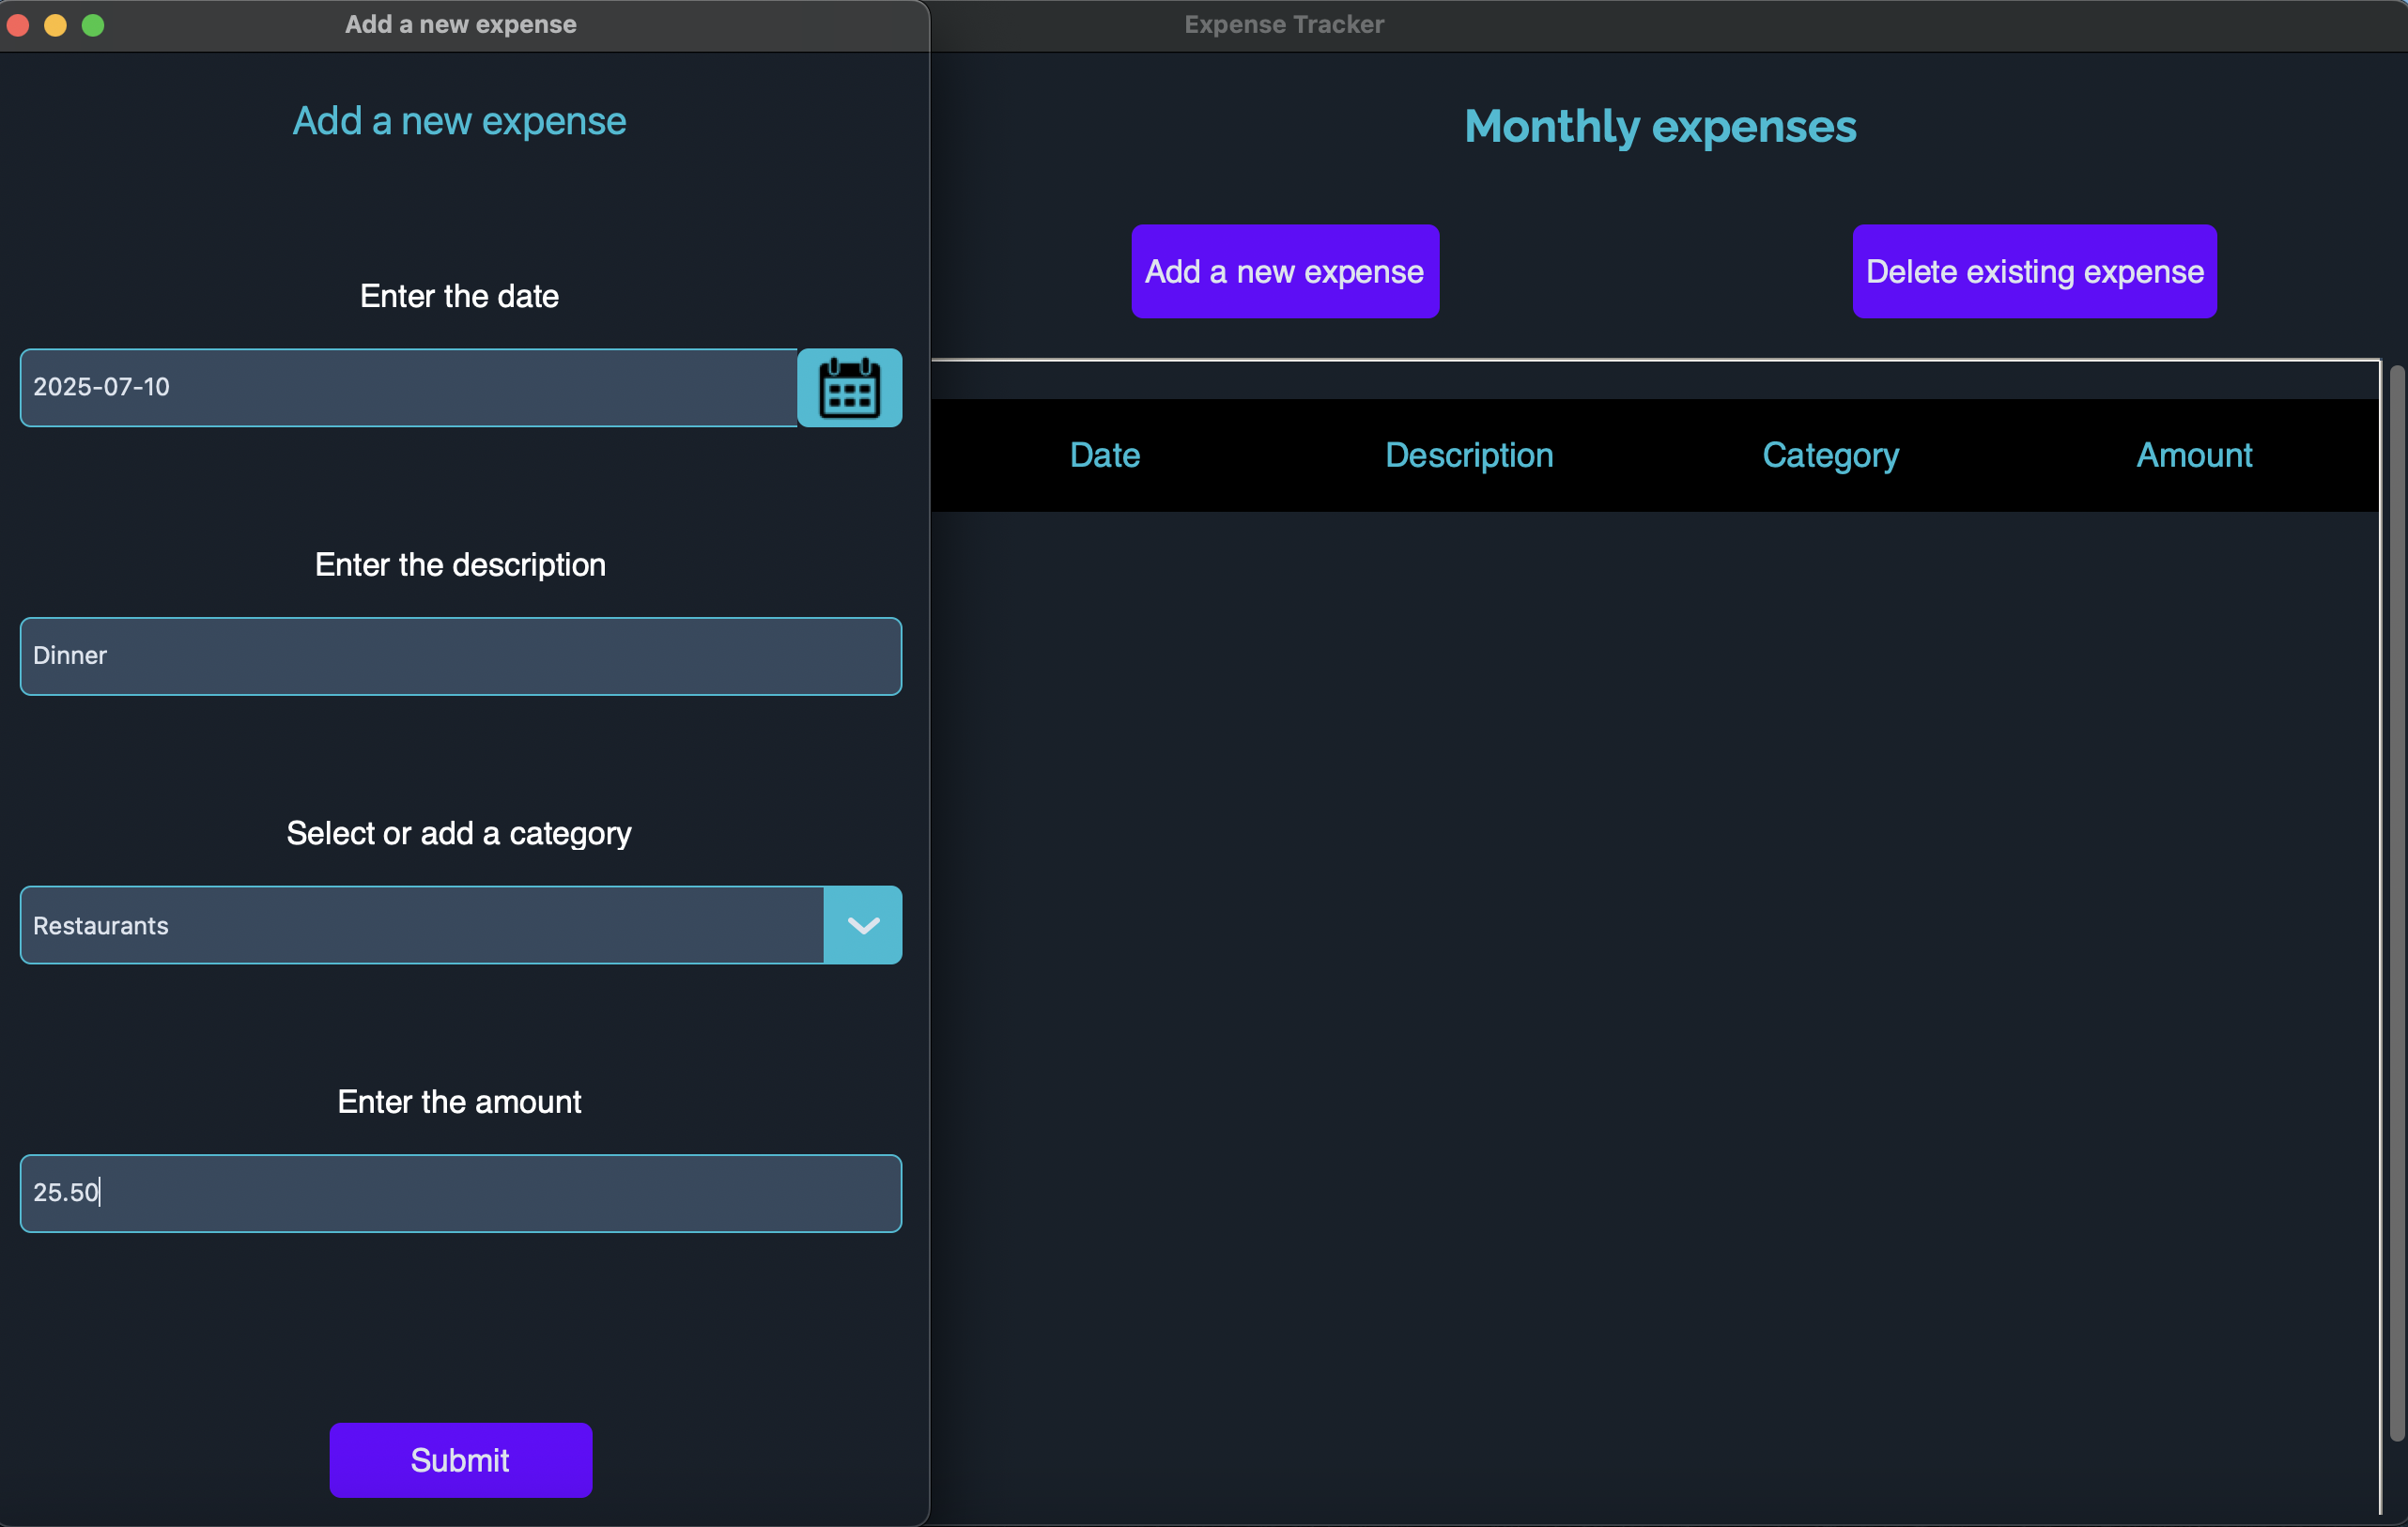 Add a new expense
Add a new expense
Enter the date
2025-07-10
Enter the description
Dinner
Select or add a category
Restaurants
Enter the amount
25.50
Submit
Expense Tracker
Monthly expenses
Add a new expense
Delete existing expense
Date Description Category Amount